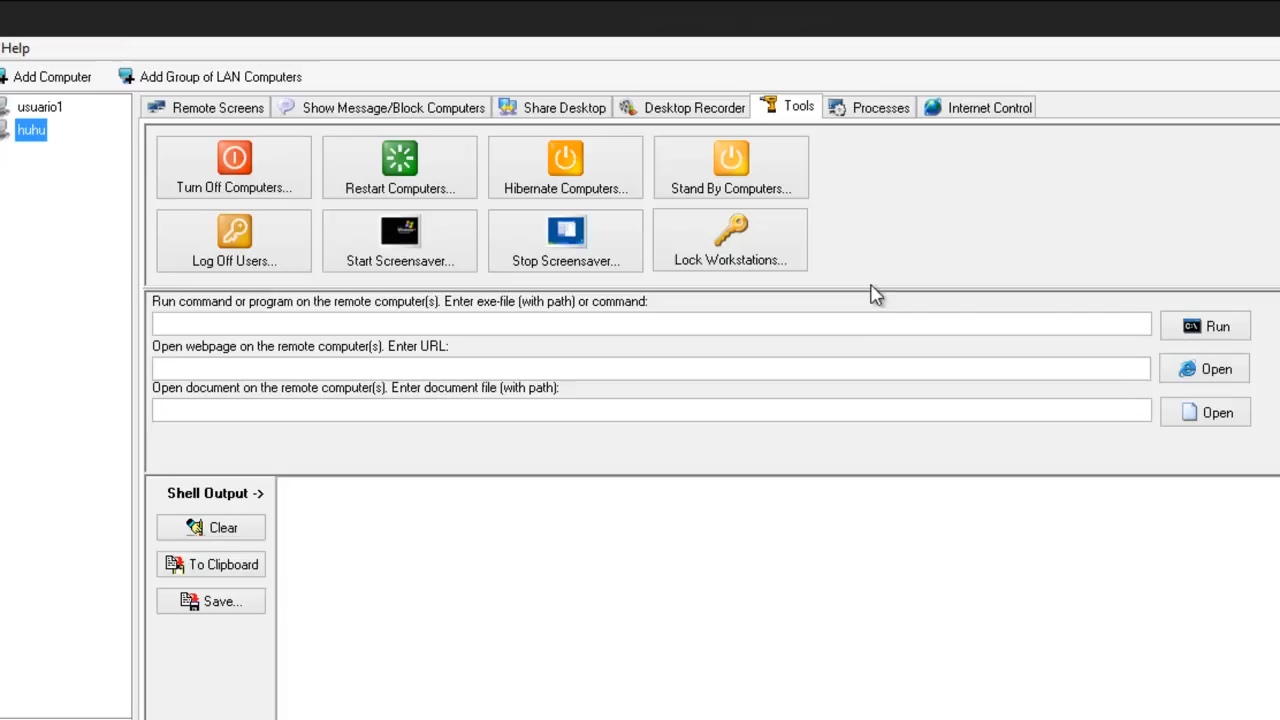 Help
Add Computer Add Group of LAN Computers
usuario1
huhu
Remote Screens Show Message/Block Computers Share Desktop Desktop Recorder Tools Processes Internet Control
Turn Off Computers... Restart Computers... Hibernate Computers... Stand By Computers...
Log Off Users... Start Screensaver... Stop Screensaver... Lock Workstations...
Run command or program on the remote computer(s). Enter exe-file (with path) or command:
Run
Open webpage on the remote computer(s). Enter URL:
Open
Open document on the remote computer(s). Enter document file (with path):
Open
Shell Output ->
Clear
To Clipboard
Save...